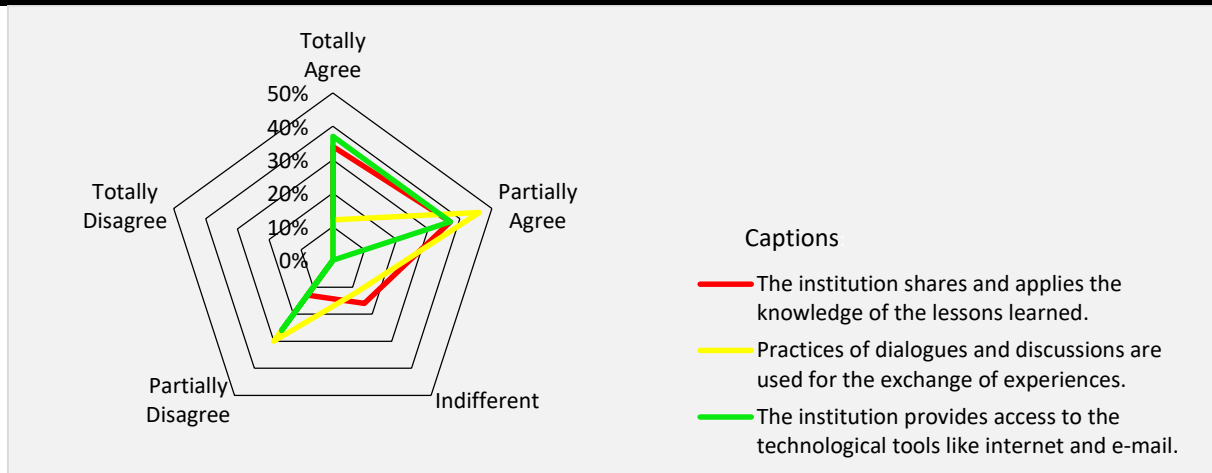 Totally
Agree
50%
40%
30%
20%
10%
0%
Totally
Disagree
Partially
Agree
Partially
Disagree
Indifferent
Captions
The institution shares and applies the
knowledge of the lessons learned.
Practices of dialogues and discussions are
used for the exchange of experiences.
The institution provides access to the
technological tools like internet and e-mail.